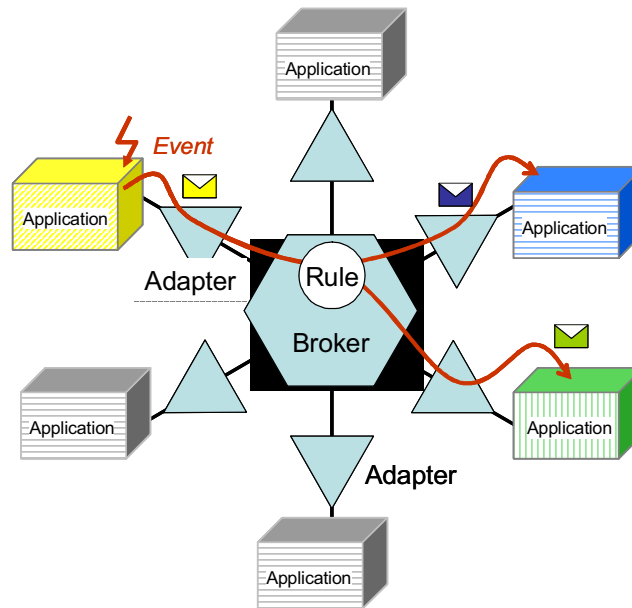 Application
Event
Application
Application
Adapter
Rule
Broker
Application
Application
Adapter
Application